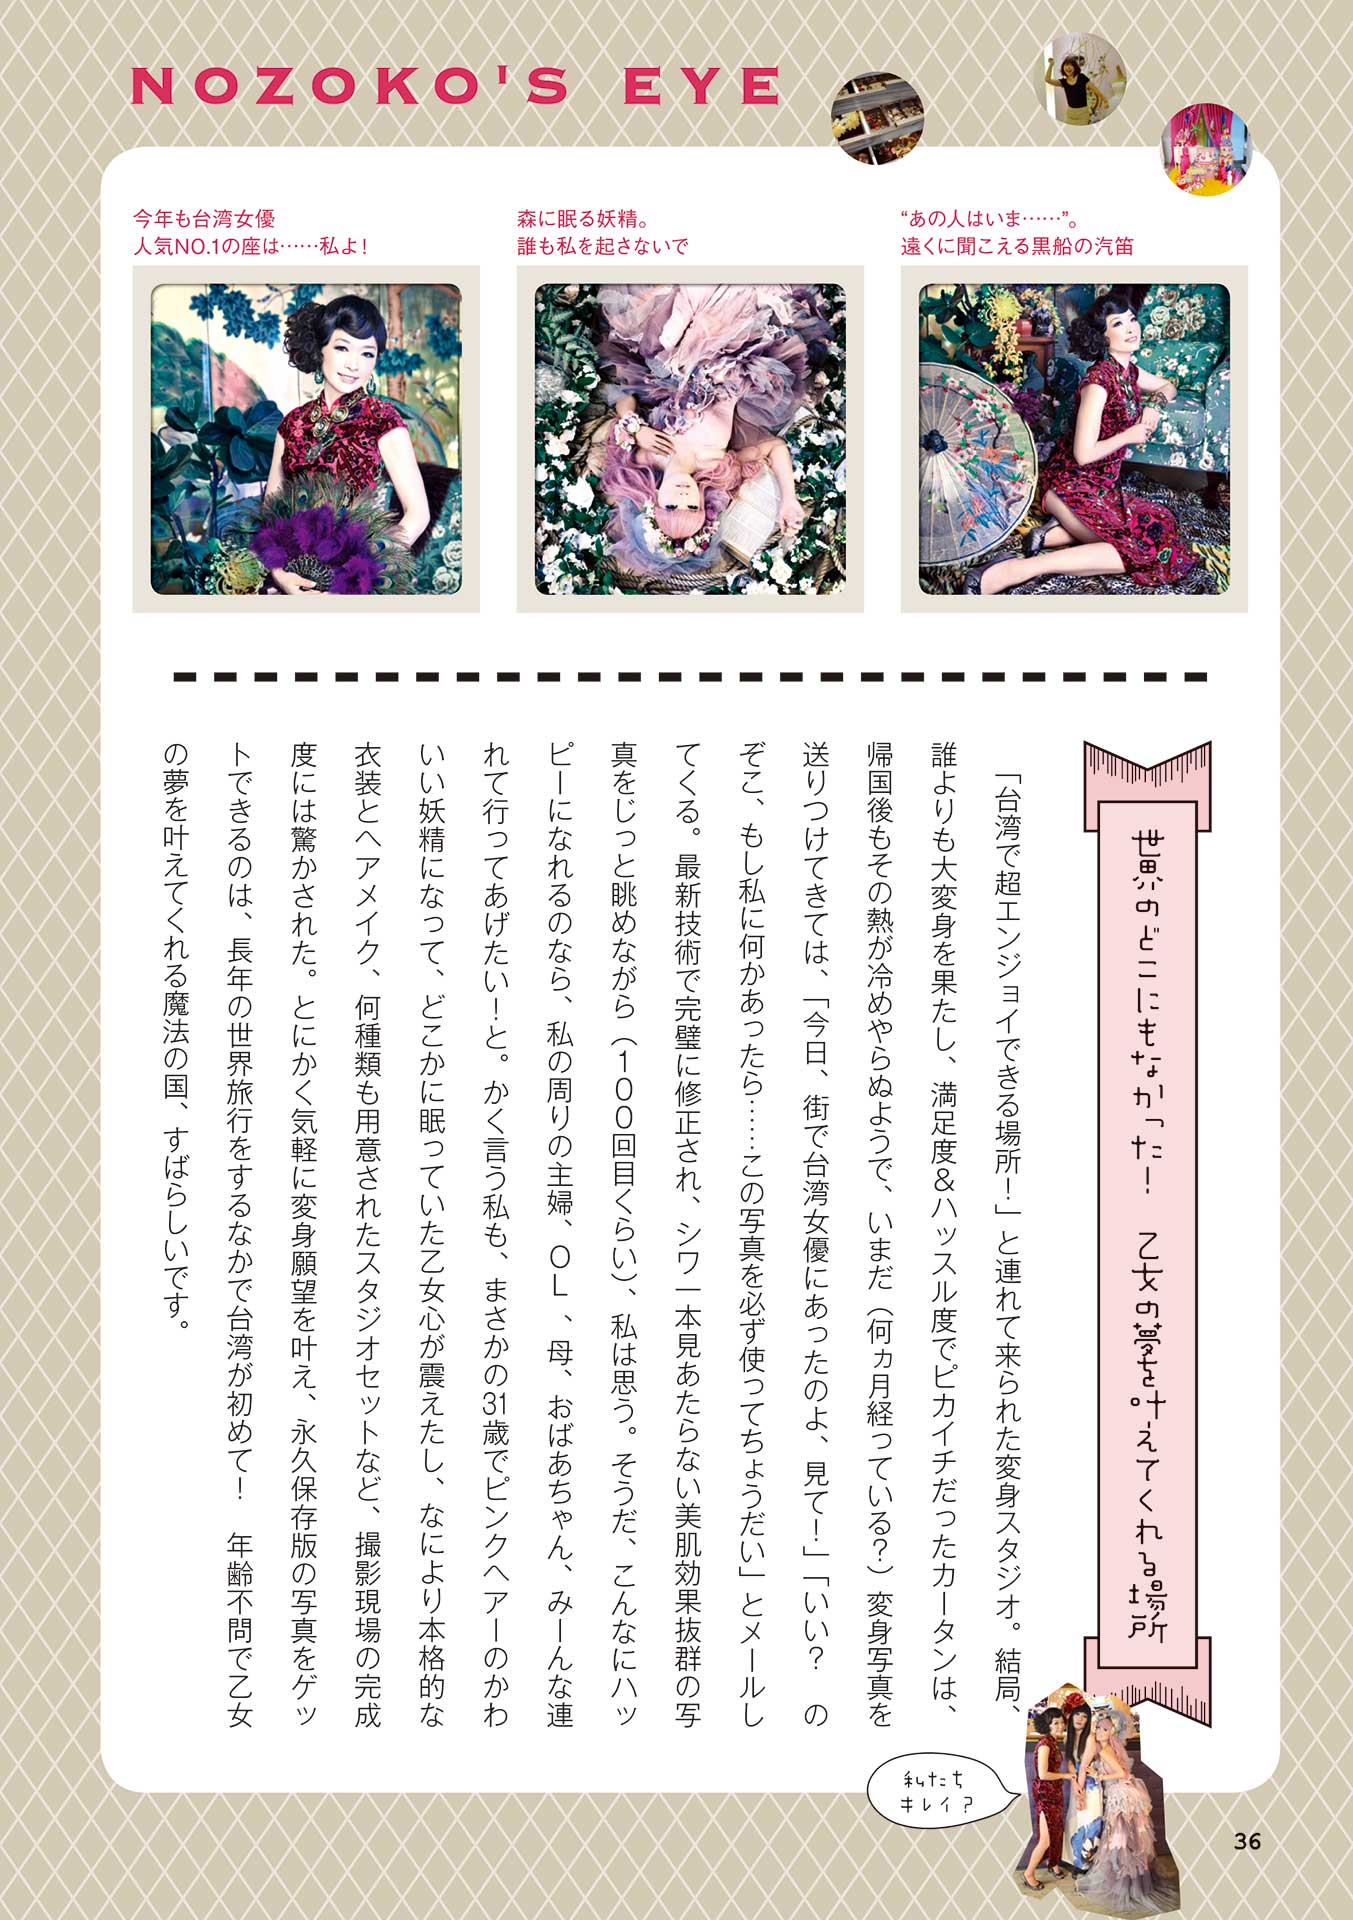 NOZOKO'S EYE
今年も台湾女優
人気NO.1の座は……私よ!
森に眠る妖精。
誰も私を起さないで
“あの人はいま……”。
遠くに聞こえる黒船の汽笛
世界のどこにもなかった! 乙女の夢を叶えてくれる場所
「台湾で超エンジョイできる場所!」と連れて来られた変身スタジオ。結局、
誰よりも大変身を果たし、満足度&ハッスル度でピカイチだったカータンは、
帰国後もその熱が冷めやらぬようで、いまだ(何ヵ月経っている?)変身写真を
送りつけてきては、「今日、街で台湾女優にあったのよ、見て!」「いい? の
ぞこ、もし私に何かあったら……この写真を必ず使ってちょうだい」とメールし
てくる。最新技術で完璧に修正され、シワ一本見あたらない美肌効果抜群の写
真をじっと眺めながら(100回目くらい)、私は思う。そうだ、こんなにハッ
ピーになれるのなら、私の周りの主婦、OL、母、おばあちゃん、みーんな連
れて行ってあげたい!と。かく言う私も、まさかの31歳でピンクヘアーのかわ
いい妖精になって、どこかに眠っていた乙女心が震えたし、なにより本格的な
衣装とヘアメイク、何種類も用意されたスタジオセットなど、撮影現場の完成
度には驚かされた。とにかく気軽に変身願望を叶え、永久保存版の写真をゲッ
トできるのは、長年の世界旅行をするなかで台湾が初めて! 年齢不問で乙女
の夢を叶えてくれる魔法の国、すばらしいです。
私たち
キレイ?
36